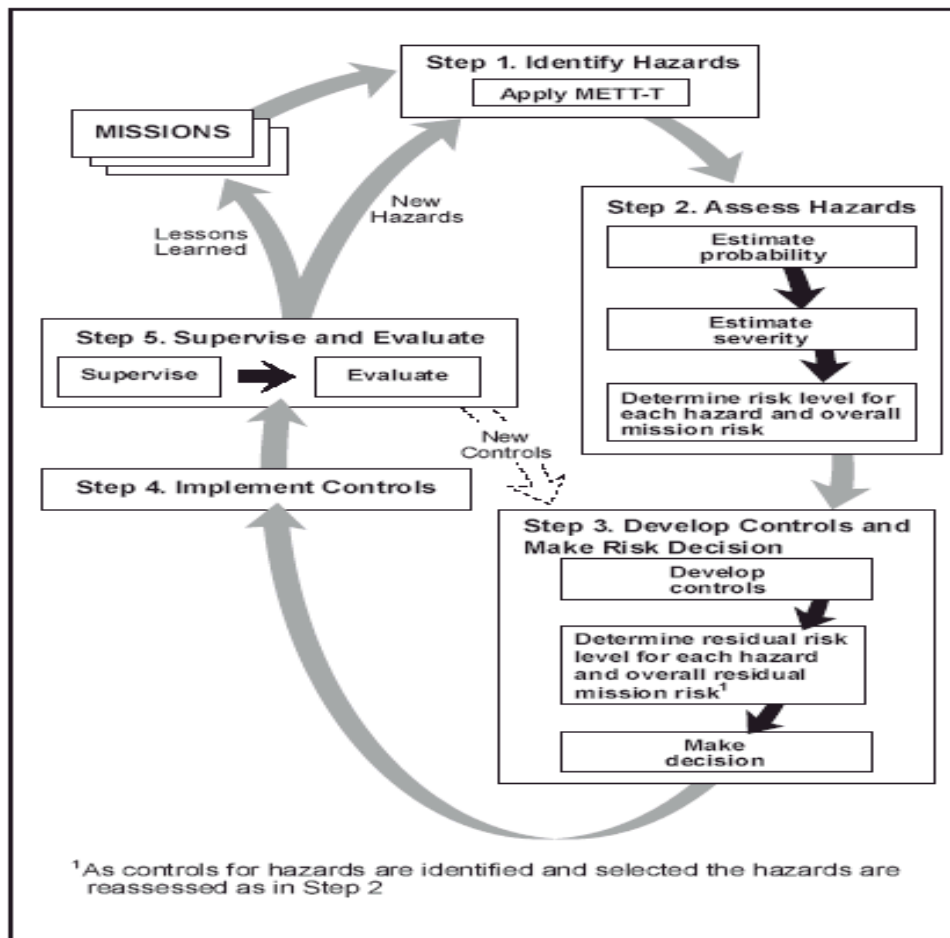 Step 1. Identify Hazards
Apply METT-T
MISSIONS
New
Hazards
Lessons
Learned
Step 2. Assess Hazards
Estimate
probability
Estimate
severity
Determine risk level for
each hazard and overall
mission risk
Step 5. Supervise and Evaluate
Supervise
Evaluate
New
Controls
Step 4. Implement Controls
Step 3. Develop Controls and
Make Risk Decision
Develop
controls
Determine residual risk
level for each hazard
and overall residual
mission risk¹
Make
decision
¹As controls for hazards are identified and selected the hazards are
reassessed as in Step 2